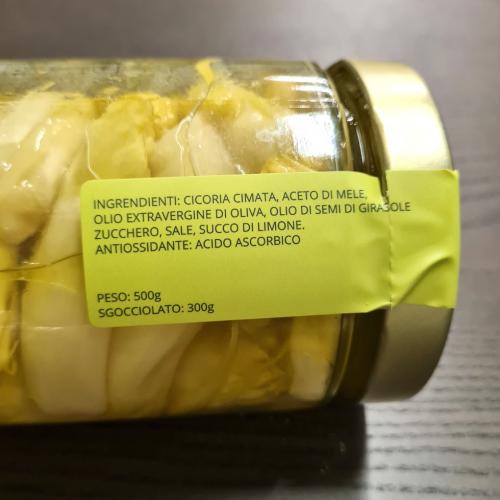 INGREDIENTI: CICORIA CIMATA, ACETO DI MELE,
OLIO EXTRAVERGINE DI OLIVA, OLIO DI SEMI DI GIRASOLE
ZUCCHERO, SALE, SUCCO DI LIMONE.
ANTIOSSIDANTE: ACIDO ASCORBICO
PESO: 500g
SGOCCIOLATO: 300g